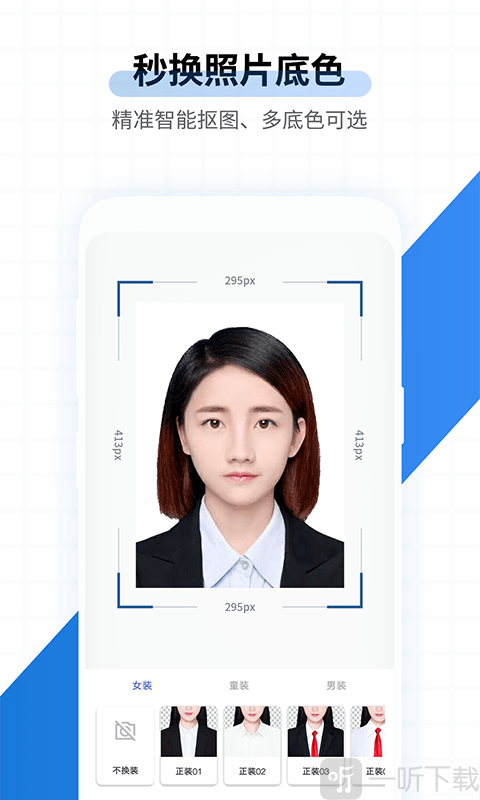 秒换照片底色
精准智能抠图、多底色可选
295px
413px
413px
295px
女装
童装
男装
不换装
正装01
正装02
正装03
正装0
一听下载